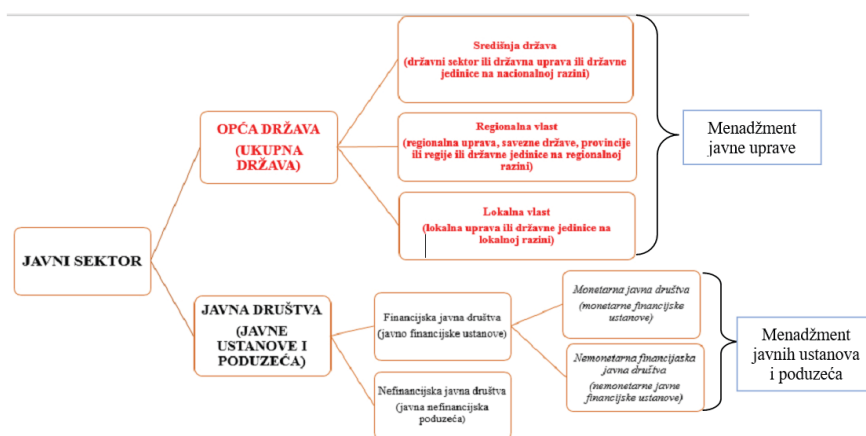 Središnja država
(državni sektor ili državna uprava ili državne
jedinice na nacionalnoj razini)
OPĆA DRŽAVA
(UKUPNA
DRŽAVA)
Regionalna vlast
(regionalna uprava, savezne države, provincije
ili regije ili državne jedinice na regionalnoj
razini)
Menadžment
javne uprave
Lokalna vlast
(lokalna uprava ili državne jedinice na
lokalnoj razini)
JAVNI SEKTOR
JAVNA DRUŠTVA
(JAVNE
USTANOVE I
PODUZEĆA)
Financijska javna društva
(javno financijske ustanove)
Monetarna javna društva
(monetarne financijske
ustanove)
Nemonetarna financijaska
javna društva
(nemonetarne javne
financijske ustanove)
Menadžment
javnih ustanova
i poduzeća
Nefinancijska javna društva
(javna nefinancijska
poduzeća)